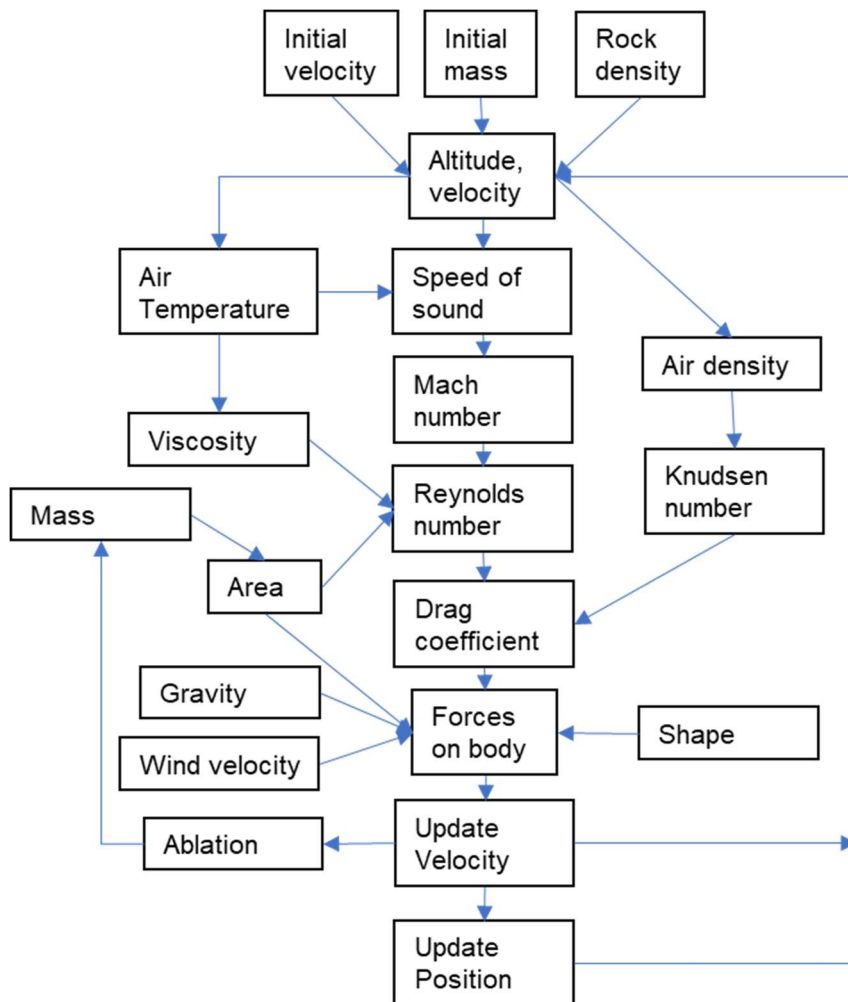 Initial
velocity
Initial
mass
Rock
density
Altitude,
velocity
Air
Temperature
Speed of
sound
Air density
Mach
number
Viscosity
Reynolds
number
Knudsen
number
Mass
Area
Drag
coefficient
Gravity
Forces
on body
Shape
Wind velocity
Ablation
Update
Velocity
Update
Position